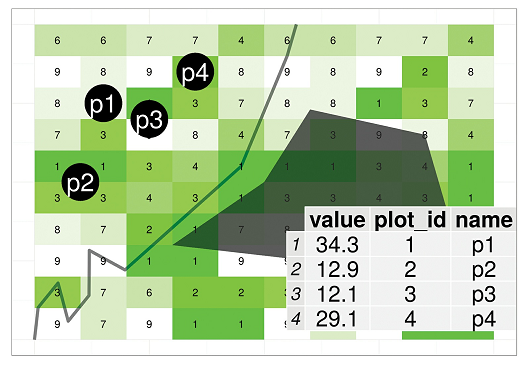 6 6 7 7 4 6 6 7 7 4
9 8 9 p4 8 9 8 9 2 8
8 p1 p3 3 7 8 8 1 3 7
7 3 8 4 7 3 9 8 4
1 1 3 4 1 1 1 3 4 1
p2
3 3 3 4 3 1 3 4 3 1
8 7 2 1 7 8
9 9 1 1 9 9
3 7 6 2 2 3
9 7 9 1 1 9
value plot_id name
1 34.3 1 p1
2 12.9 2 p2
3 12.1 3 p3
4 29.1 4 p4